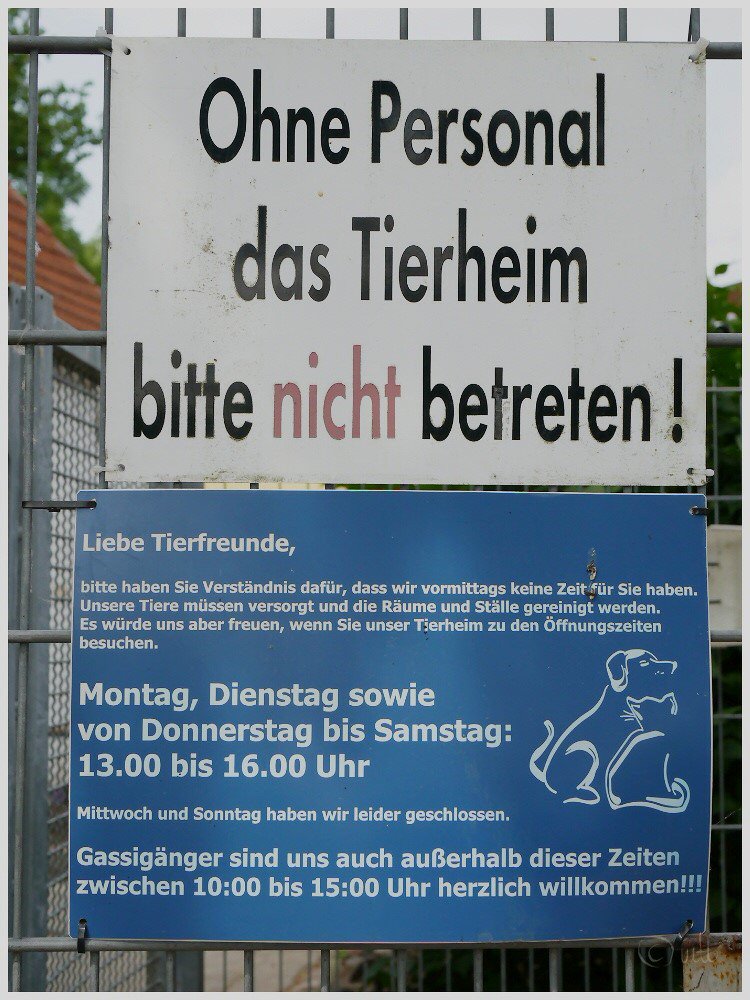 Ohne Personal
das Tierheim
bitte nicht betreten !
Liebe Tierfreunde,
bitte haben Sie Verständnis dafür, dass wir vormittags keine Zeit für Sie haben.
Unsere Tiere müssen versorgt und die Räume und Ställe gereinigt werden.
Es würde uns aber freuen, wenn Sie unser Tierheim zu den Öffnungszeiten
besuchen.
Montag, Dienstag sowie
von Donnerstag bis Samstag:
13.00 bis 16.00 Uhr
Mittwoch und Sonntag haben wir leider geschlossen.
Gassigänger sind uns auch außerhalb dieser Zeiten
zwischen 10:00 bis 15:00 Uhr herzlich willkommen!!!